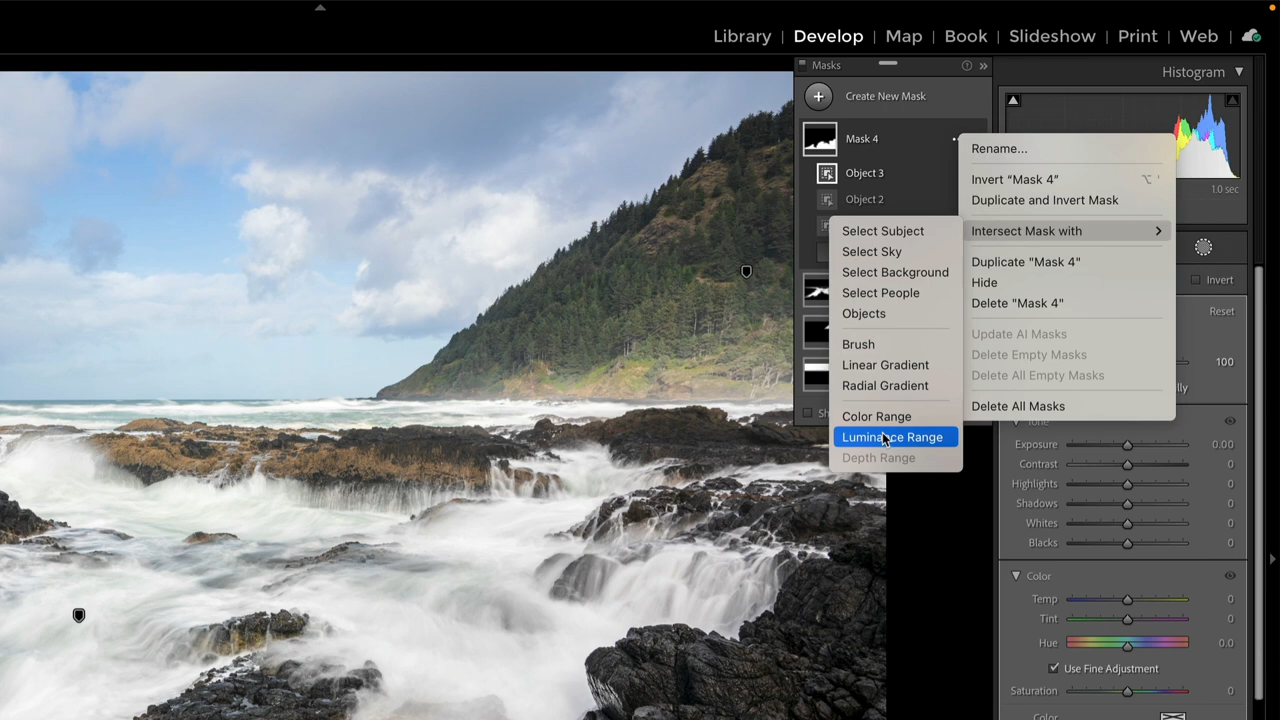 Library | Develop | Map | Book | Slideshow | Print | Web |
Masks
Histogram
Create New Mask
Mask 4
Object 3
Object 2
1.0 sec
Rename...
Invert “Mask 4” ⌥ '
Duplicate and Invert Mask
Intersect Mask with
Duplicate "Mask 4"
Hide
Delete "Mask 4"
Update AI Masks
Delete Empty Masks
Delete All Empty Masks
Delete All Masks
Select Subject
Select Sky
Select Background
Select People
Objects
Brush
Linear Gradient
Radial Gradient
Color Range
Luminance Range
Depth Range
Invert
Reset
100
Tone
Exposure 0.00
Contrast 0
Highlights 0
Shadows 0
Whites 0
Blacks 0
Color
Temp 0
Tint 0
Hue 0.0
Use Fine Adjustment
Saturation 0
Color